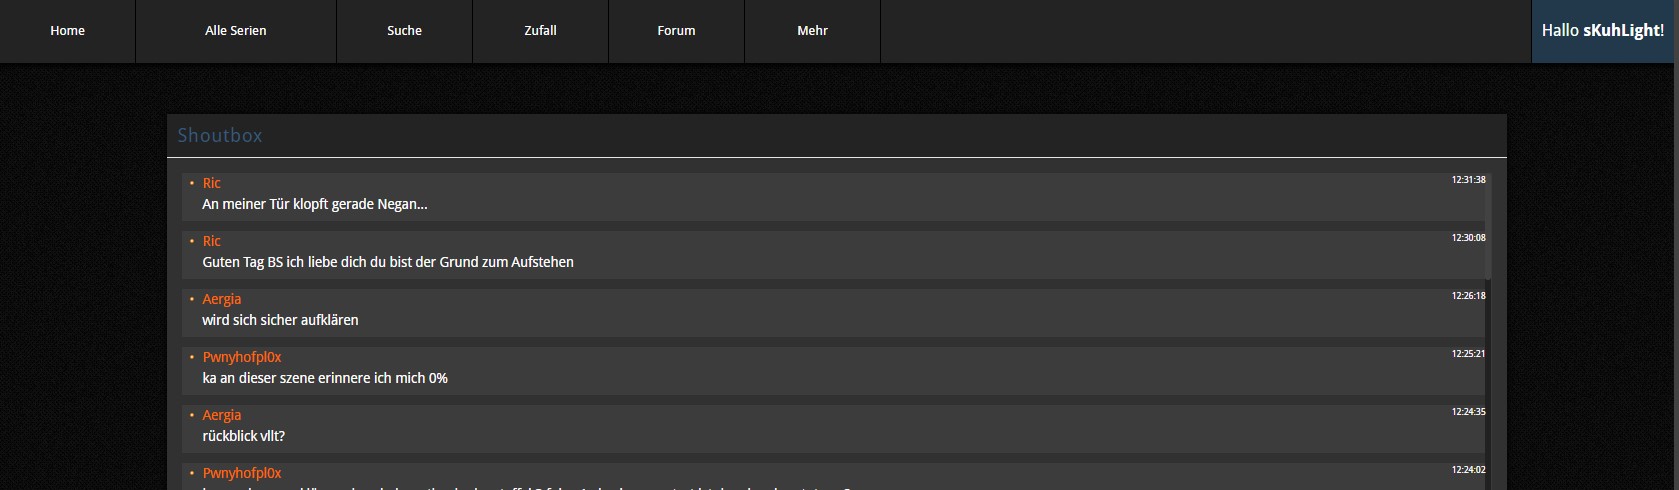 Home Alle Serien Suche Zufall Forum Mehr Hallo sKuhLight!
Shoutbox
• Ric 12:31:38
An meiner Tür klopft gerade Negan...
• Ric 12:30:08
Guten Tag BS ich liebe dich du bist der Grund zum Aufstehen
• Aergia 12:26:18
wird sich sicher aufklären
• Pwnyhofpl0x 12:25:21
ka an dieser szene erinnere ich mich 0%
• Aergia 12:24:35
rückblick vllt?
• Pwnyhofpl0x 12:24:02